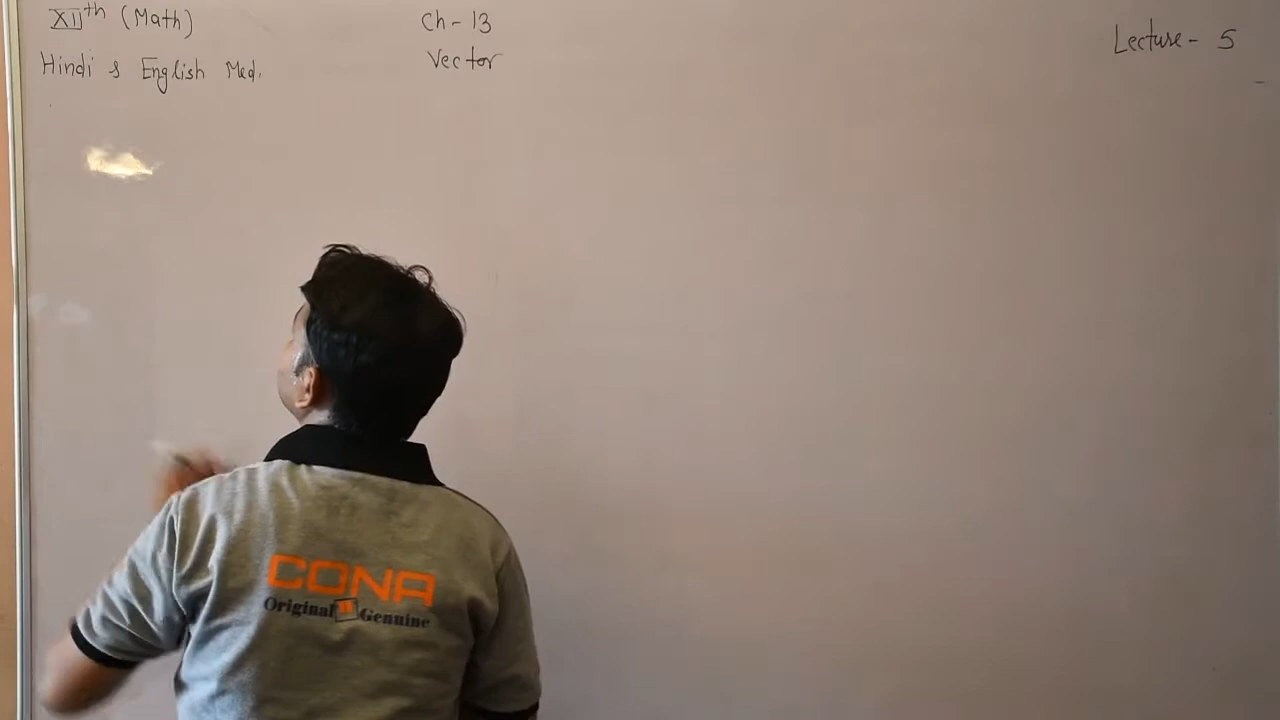 XIIth (Math)
Ch - 13
Lecture - 5
Hindi & English Med.
Vector
CONA
Original Genuine